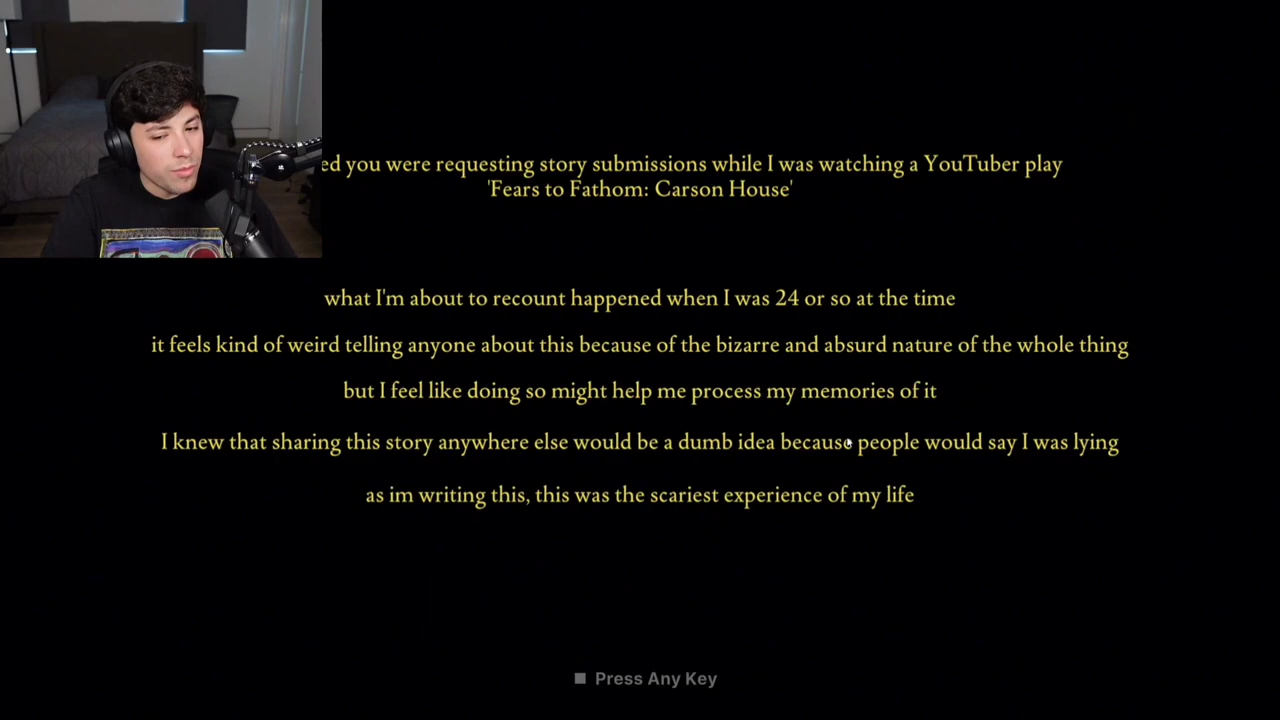 you were requesting story submissions while I was watching a YouTuber play
'Fears to Fathom: Carson House'
what I'm about to recount happened when I was 24 or so at the time
it feels kind of weird telling anyone about this because of the bizarre and absurd nature of the whole thing
but I feel like doing so might help me process my memories of it
I knew that sharing this story anywhere else would be a dumb idea because people would say I was lying
as im writing this, this was the scariest experience of my life
Press Any Key